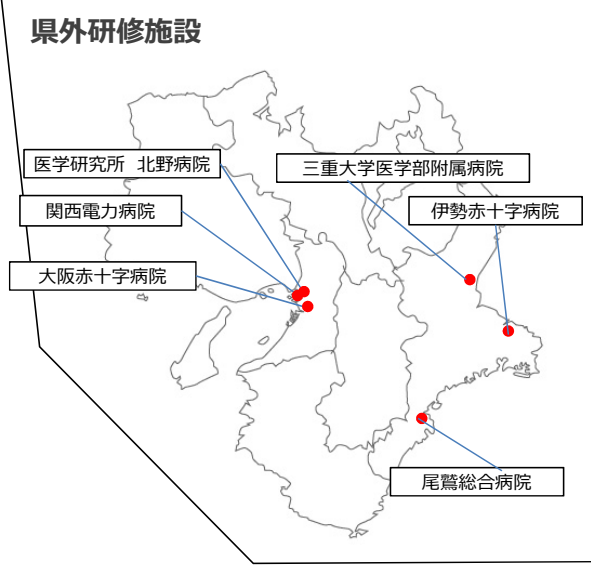 県外研修施設
医学研究所 北野病院
三重大学医学部附属病院
関西電力病院
伊勢赤十字病院
大阪赤十字病院
尾鷲総合病院